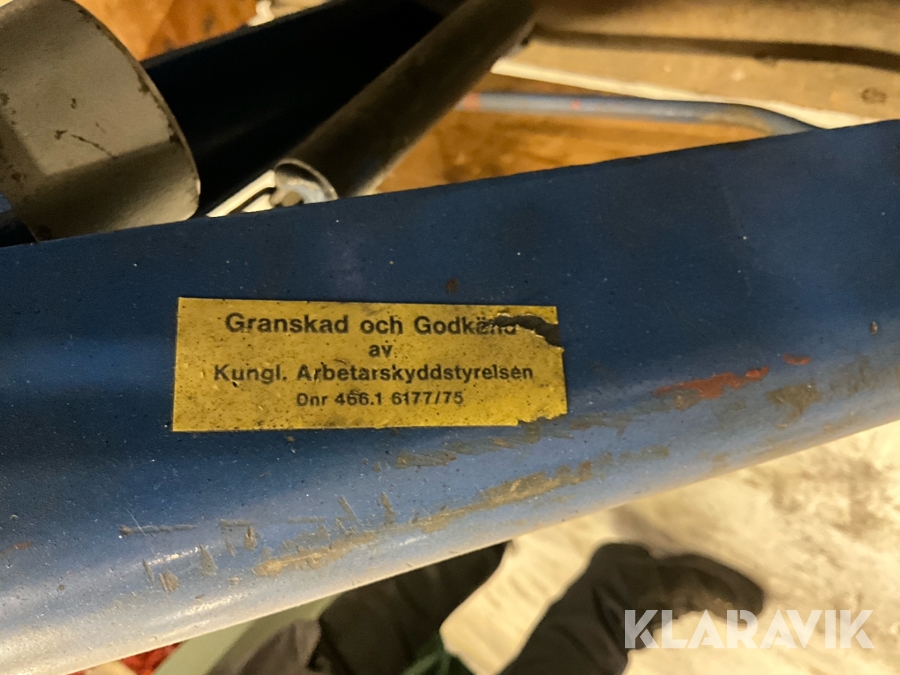 Granskad och Godkänd
av
Kungl. Arbetarskyddstyrelsen
Dnr 466.1 6177/75
KLARAVIK